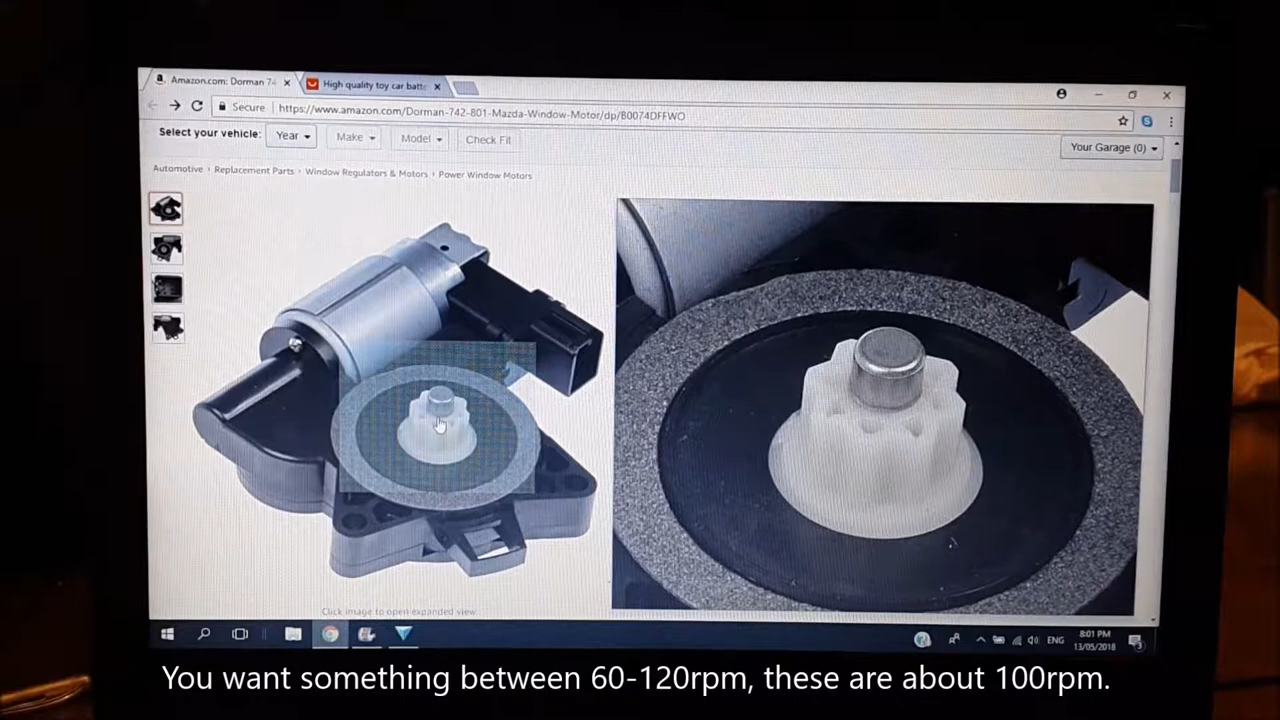 Amazon.com: Dorman 74
High quality toy car batte
Secure
https://www.amazon.com/Dorman-742-801-Mazda-Window-Motor/dp/B0074DFFWO
Select your vehicle:
Year
Make
Model
Check Fit
Your Garage (0)
Automotive › Replacement Parts › Window Regulators & Motors › Power Window Motors
Click image to open expanded view
ENG
8:01 PM
13/05/2018
You want something between 60-120rpm, these are about 100rpm.